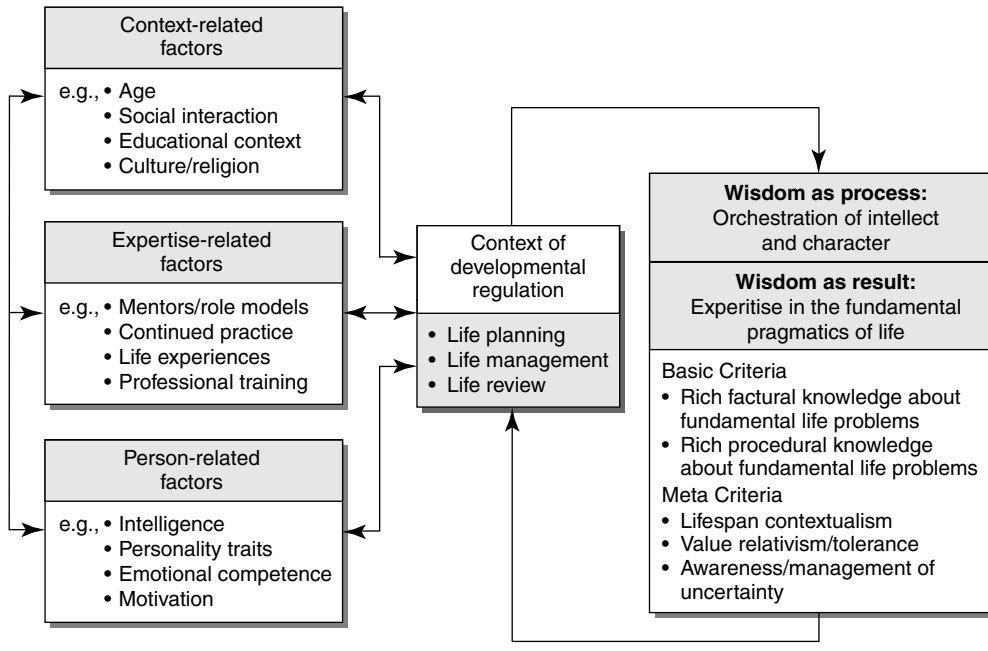 Context-related
factors
e.g., • Age
• Social interaction
• Educational context
• Culture/religion
Expertise-related
factors
e.g., • Mentors/role models
• Continued practice
• Life experiences
• Professional training
Person-related
factors
e.g., • Intelligence
• Personality traits
• Emotional competence
• Motivation
Context of
developmental
regulation
• Life planning
• Life management
• Life review
Wisdom as process:
Orchestration of intellect
and character
Wisdom as result:
Experitise in the fundamental
pragmatics of life
Basic Criteria
• Rich factural knowledge about
fundamental life problems
• Rich procedural knowledge
about fundamental life problems
Meta Criteria
• Lifespan contextualism
• Value relativism/tolerance
• Awareness/management of
uncertainty